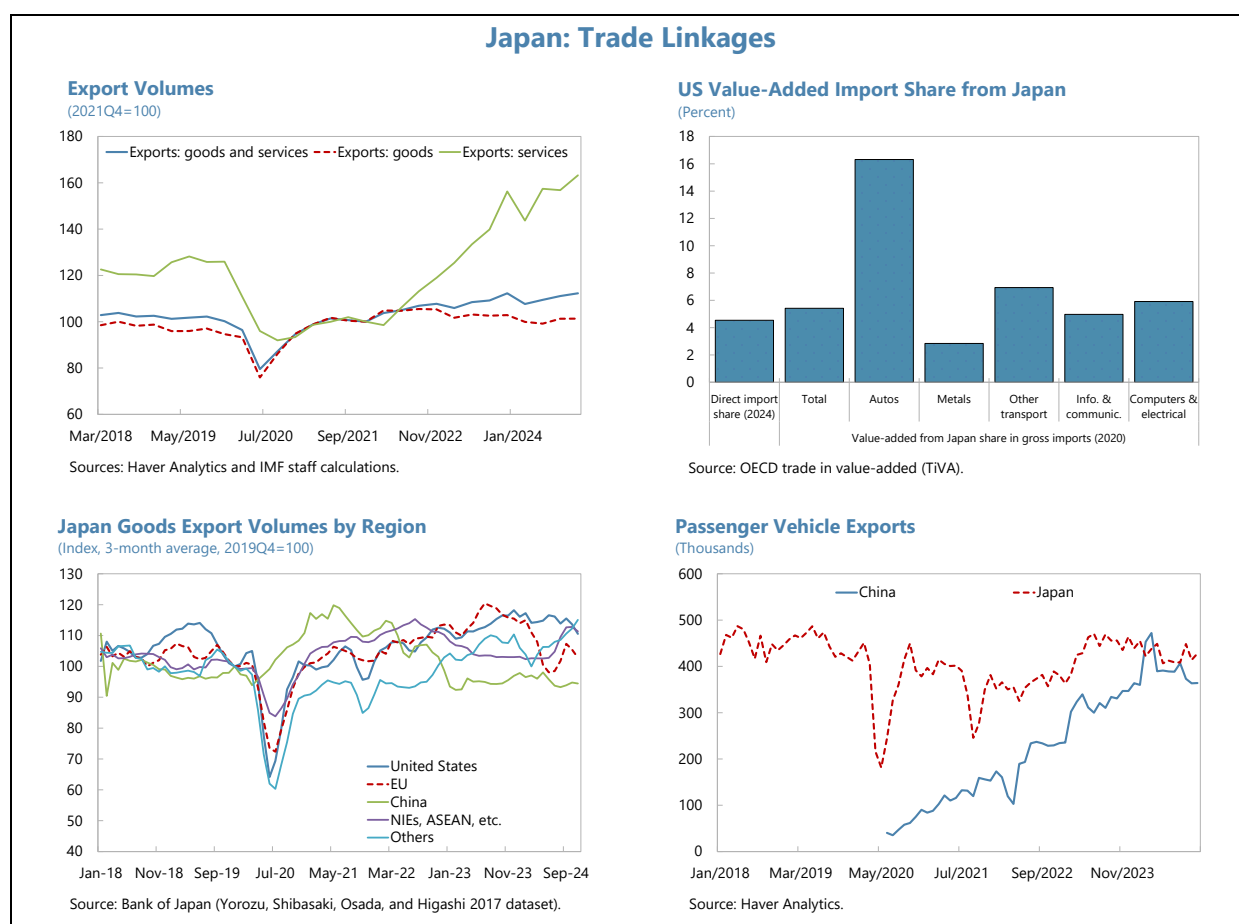 Japan: Trade Linkages
Export Volumes
(2021Q4=100)
180
160
140
120
100
80
60
Exports: goods and services
Exports: goods
Exports: services
Mar/2018
May/2019
Jul/2020
Sep/2021
Nov/2022
Jan/2024
Sources: Haver Analytics and IMF staff calculations.
US Value-Added Import Share from Japan
(Percent)
18
16
14
12
10
8
6
4
2
0
Direct import
share (2024)
Total
Autos
Metals
Other
transport
Info. &
communic.
Computers &
electrical
Value-added from Japan share in gross imports (2020)
Source: OECD trade in value-added (TiVA).
Japan Goods Export Volumes by Region
(Index, 3-month average, 2019Q4=100)
130
120
110
100
90
80
70
60
50
40
United States
EU
China
NIEs, ASEAN, etc.
Others
Jan-18
Nov-18
Sep-19
Jul-20
May-21
Mar-22
Jan-23
Nov-23
Sep-24
Source: Bank of Japan (Yorozu, Shibasaki, Osada, and Higashi 2017 dataset).
Passenger Vehicle Exports
(Thousands)
600
500
400
300
200
100
0
China
Japan
Jan/2018
Mar/2019
May/2020
Jul/2021
Sep/2022
Nov/2023
Source: Haver Analytics.